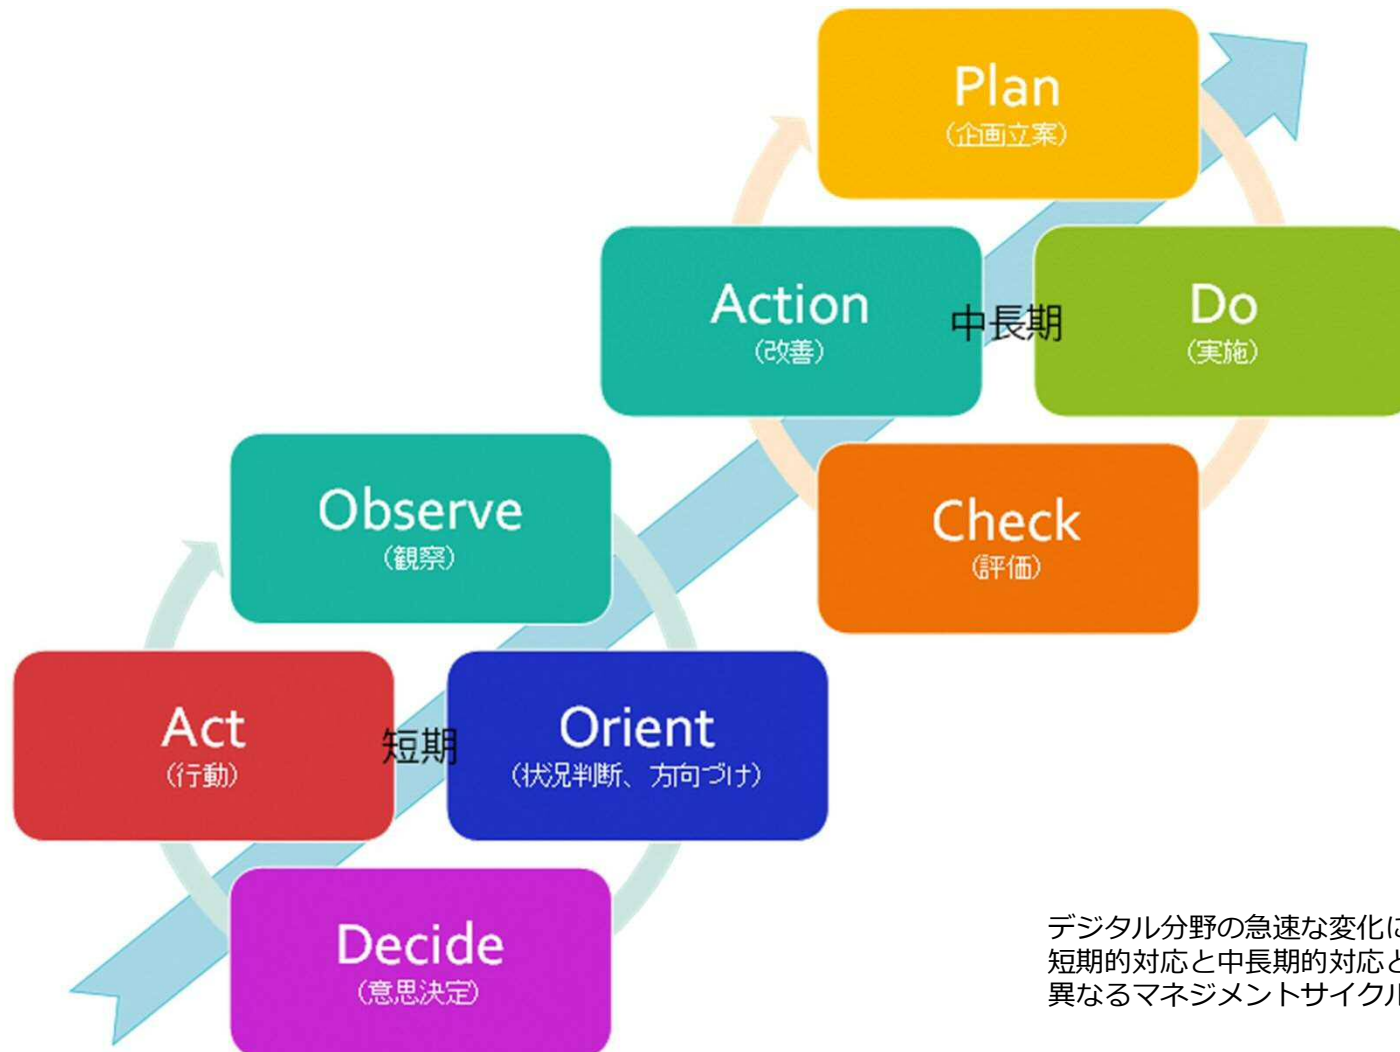 Plan
(企画立案)
Action
(改善)
中長期
Do
(実施)
Check
(評価)
Observe
(観察)
Act
(行動)
短期
Orient
(状況判断、方向づけ)
Decide
(意思決定)
デジタル分野の急速な変化に
短期的対応と中長期的対応と
異なるマネジメントサイクル